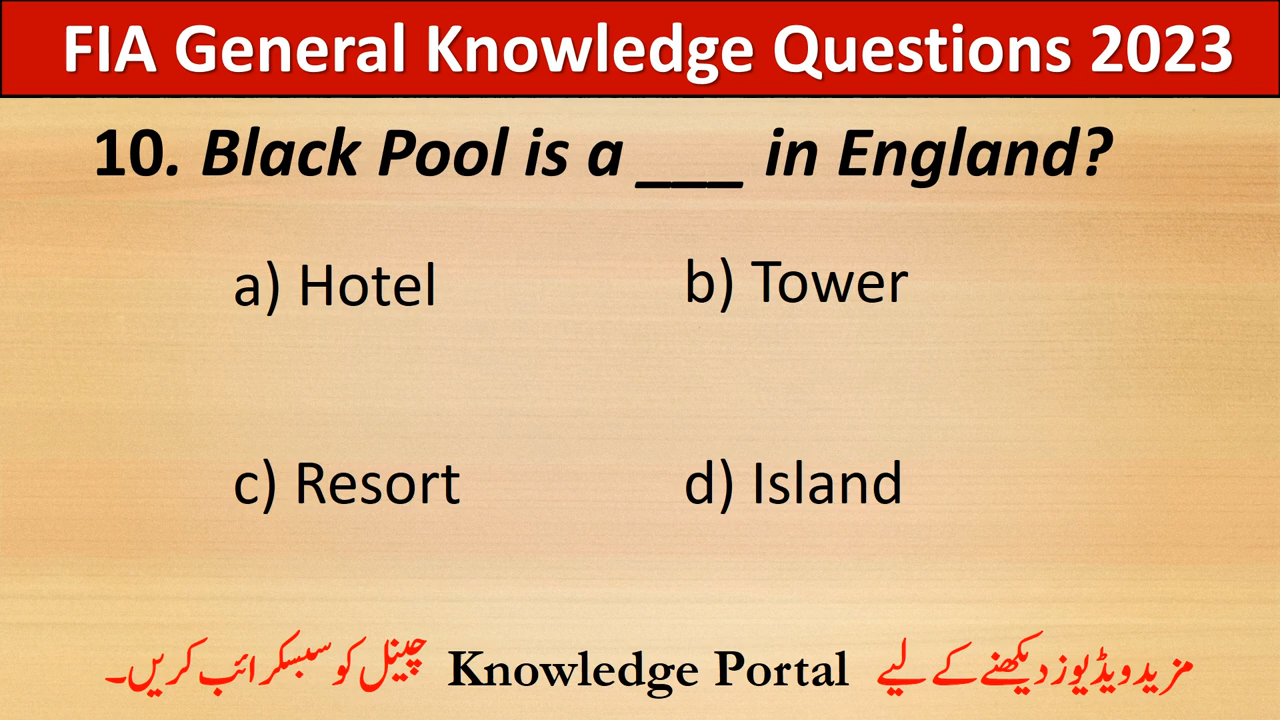 FIA General Knowledge Questions 2023
10. Black Pool is a ___ in England?
a) Hotel b) Tower
c) Resort d) Island
مزید ویڈیوز دیکھنے کے لیے Knowledge Portal چینل کو سبسکرائب کریں۔